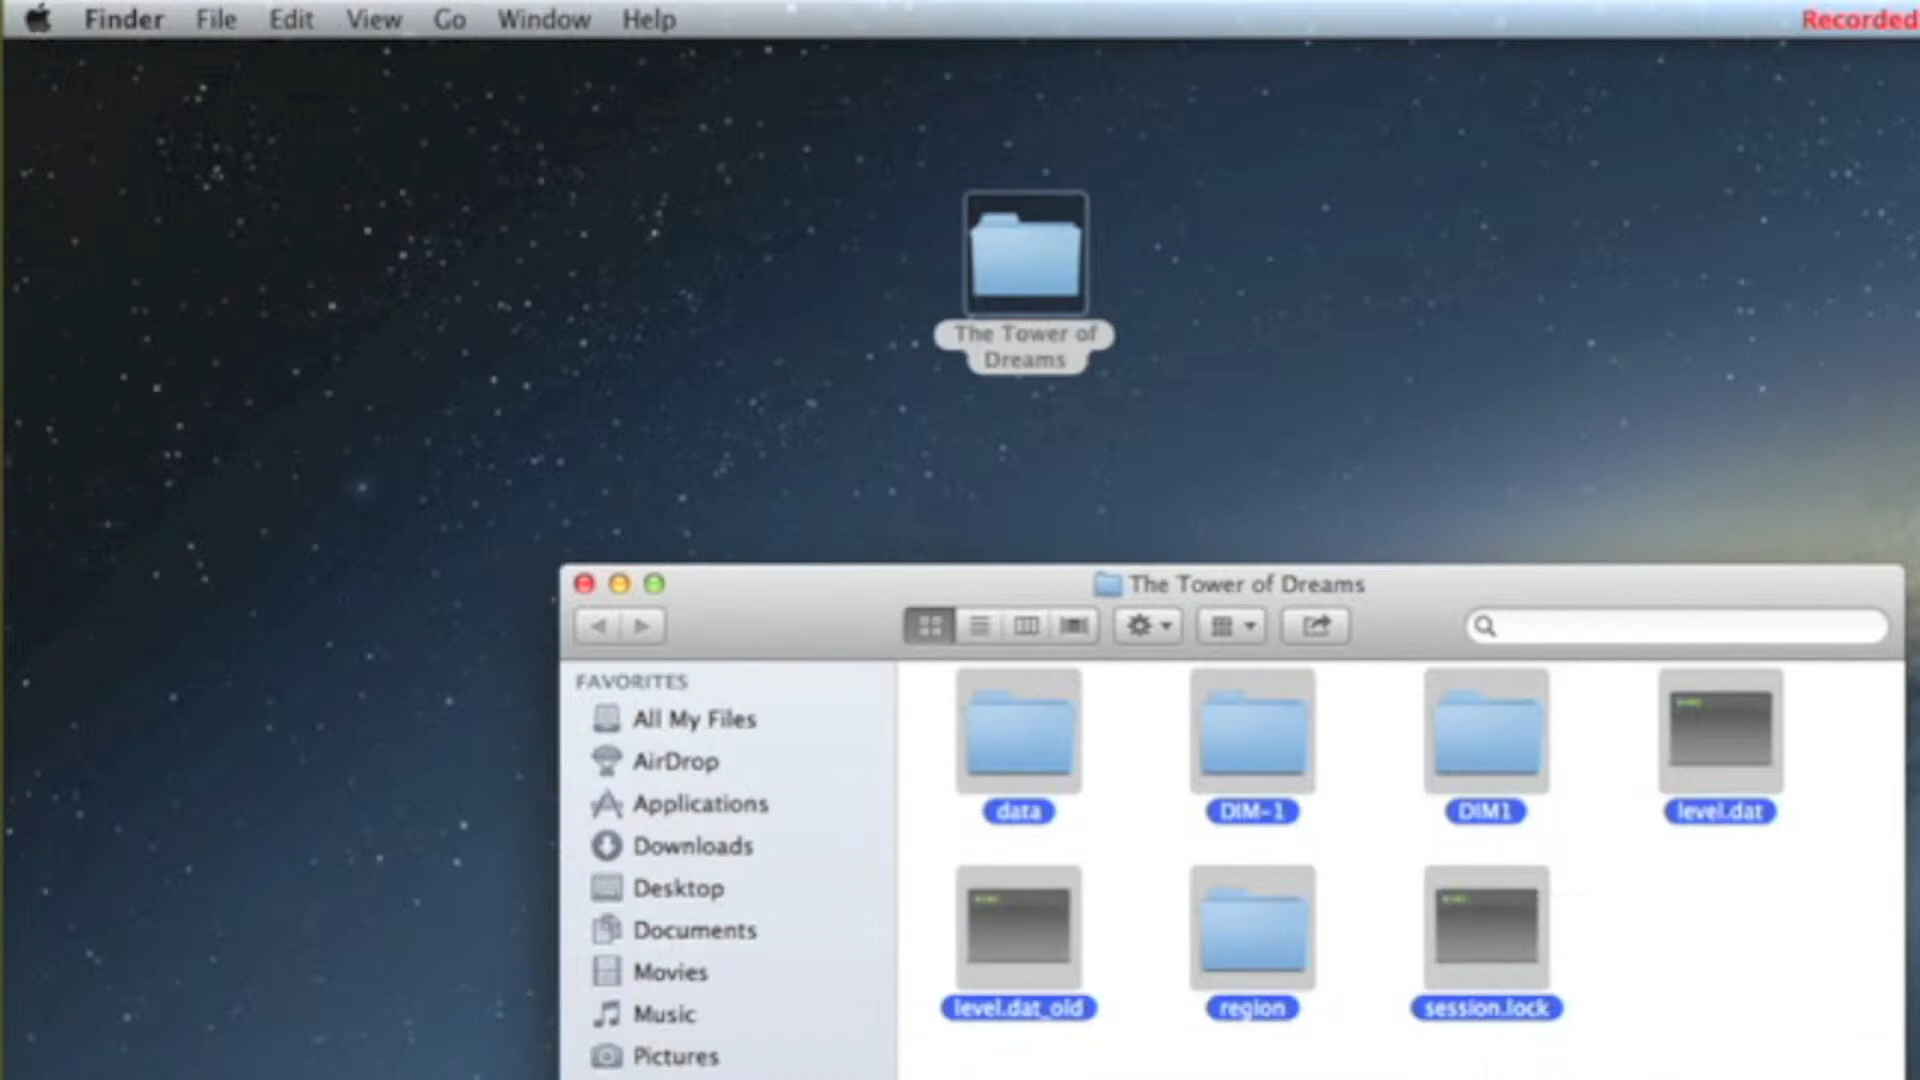 Finder File Edit View Go Window Help
Recorded
The Tower of
Dreams
The Tower of Dreams
FAVORITES
All My Files
AirDrop
Applications
Downloads
Desktop
Documents
Movies
Music
Pictures
data DIM-1 DIM1 level.dat
level.dat_old region session.lock